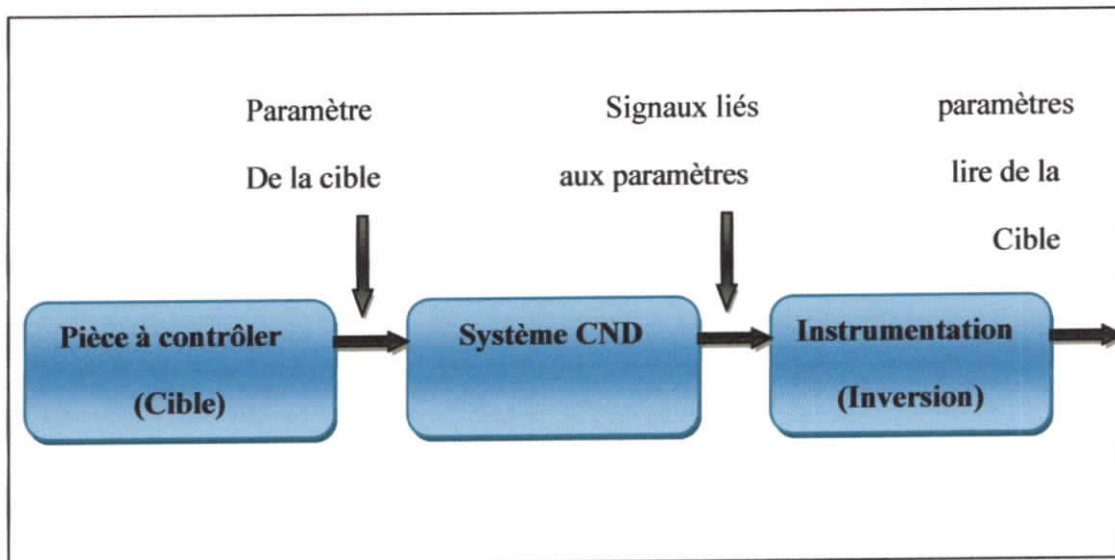 Paramètre
De la cible
Signaux liés
aux paramètres
paramètres
lire de la
Cible
Pièce à contrôler
(Cible)
Système CND
Instrumentation
(Inversion)